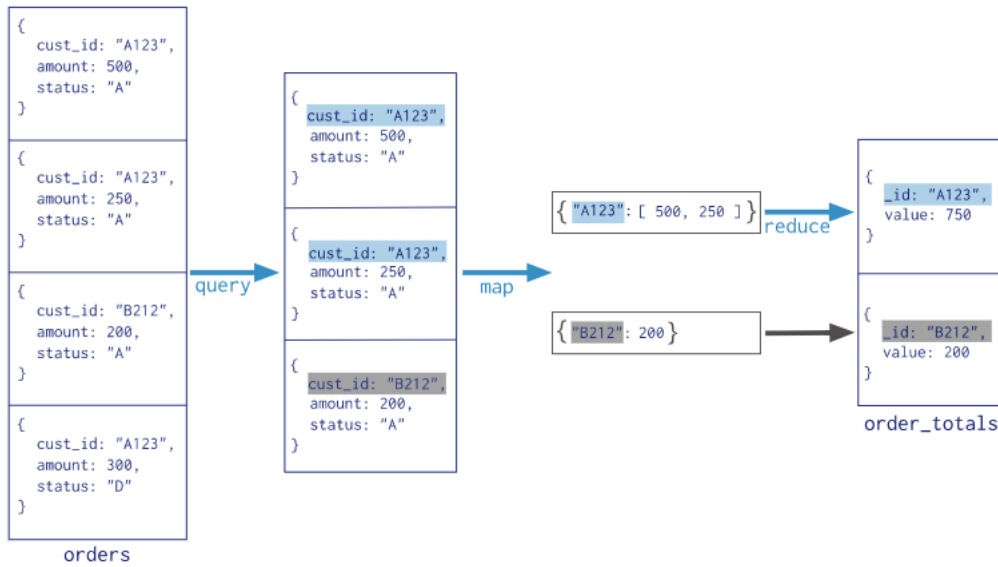 {
cust_id: "A123",
amount: 500,
status: "A"
}
{
cust_id: "A123",
amount: 250,
status: "A"
}
{
cust_id: "B212",
amount: 200,
status: "A"
}
{
cust_id: "A123",
amount: 300,
status: "D"
}
orders
query
{
cust_id: "A123",
amount: 500,
status: "A"
}
{
cust_id: "A123",
amount: 250,
status: "A"
}
{
cust_id: "B212",
amount: 200,
status: "A"
}
map
{ "A123": [ 500, 250 ] }
reduce
{ "B212": 200 }
{
_id: "A123",
value: 750
}
{
_id: "B212",
value: 200
}
order_totals